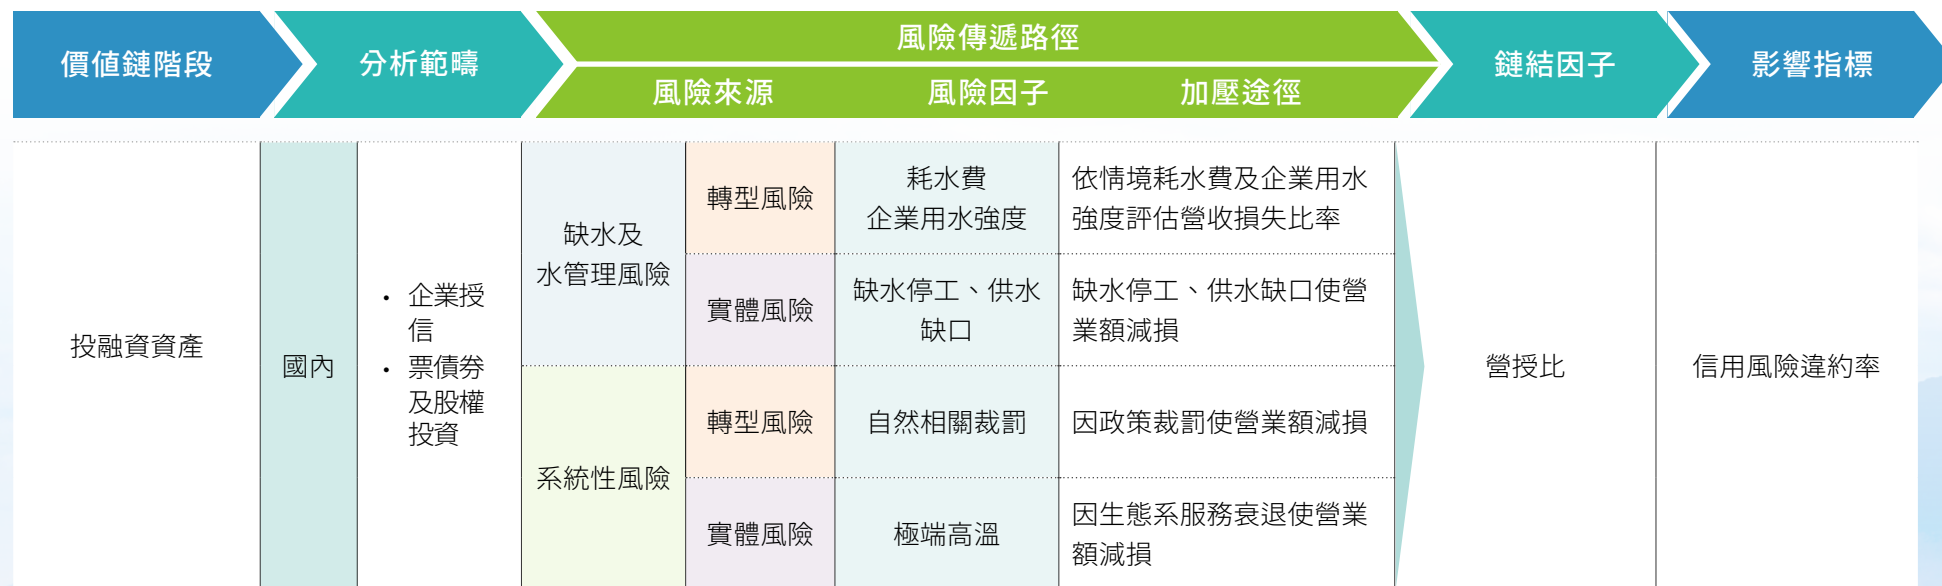 價值鏈階段
分析範疇
風險傳遞路徑
風險來源
風險因子
加壓途徑
鏈結因子
影響指標
投融資資產
國內
• 企業授
信
• 票債券
及股權
投資
缺水及
水管理風險
轉型風險
耗水費
企業用水強度
依情境耗水費及企業用水
強度評估營收損失比率
實體風險
缺水停工、供水
缺口
缺水停工、供水缺口使營
業額減損
系統性風險
轉型風險
自然相關裁罰
因政策裁罰使營業額減損
實體風險
極端高溫
因生態系服務衰退使營業
額減損
營授比
信用風險違約率